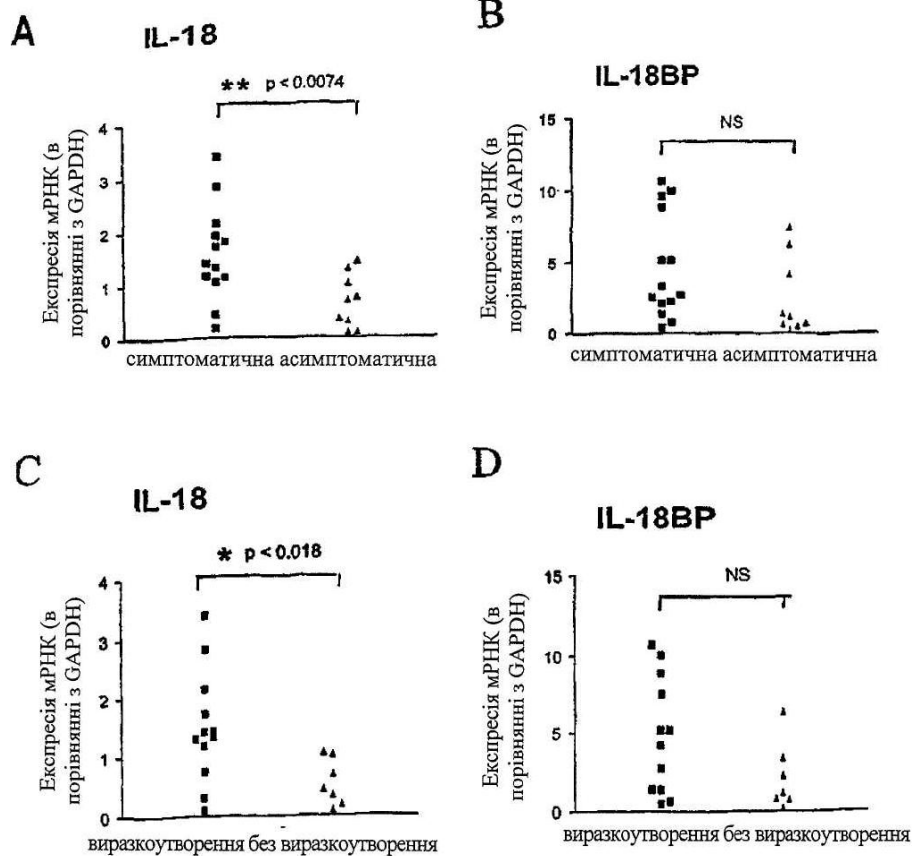 A
IL-18
** p < 0.0074
Експресія мРНК (в
порівнянні з GAPDH)
4
3
2
1
0
симптоматична асимптоматична
B
IL-18BP
NS
Експресія мРНК (в
порівнянні з GAPDH)
15
10
5
0
симптоматична асимптоматична
C
IL-18
* p < 0.018
Експресія мРНК (в
порівнянні з GAPDH)
4
3
2
1
0
виразкоутворення без виразкоутворення
D
IL-18BP
NS
Експресія мРНК (в
порівнянні з GAPDH)
15
10
5
0
виразкоутворення без виразкоутворення